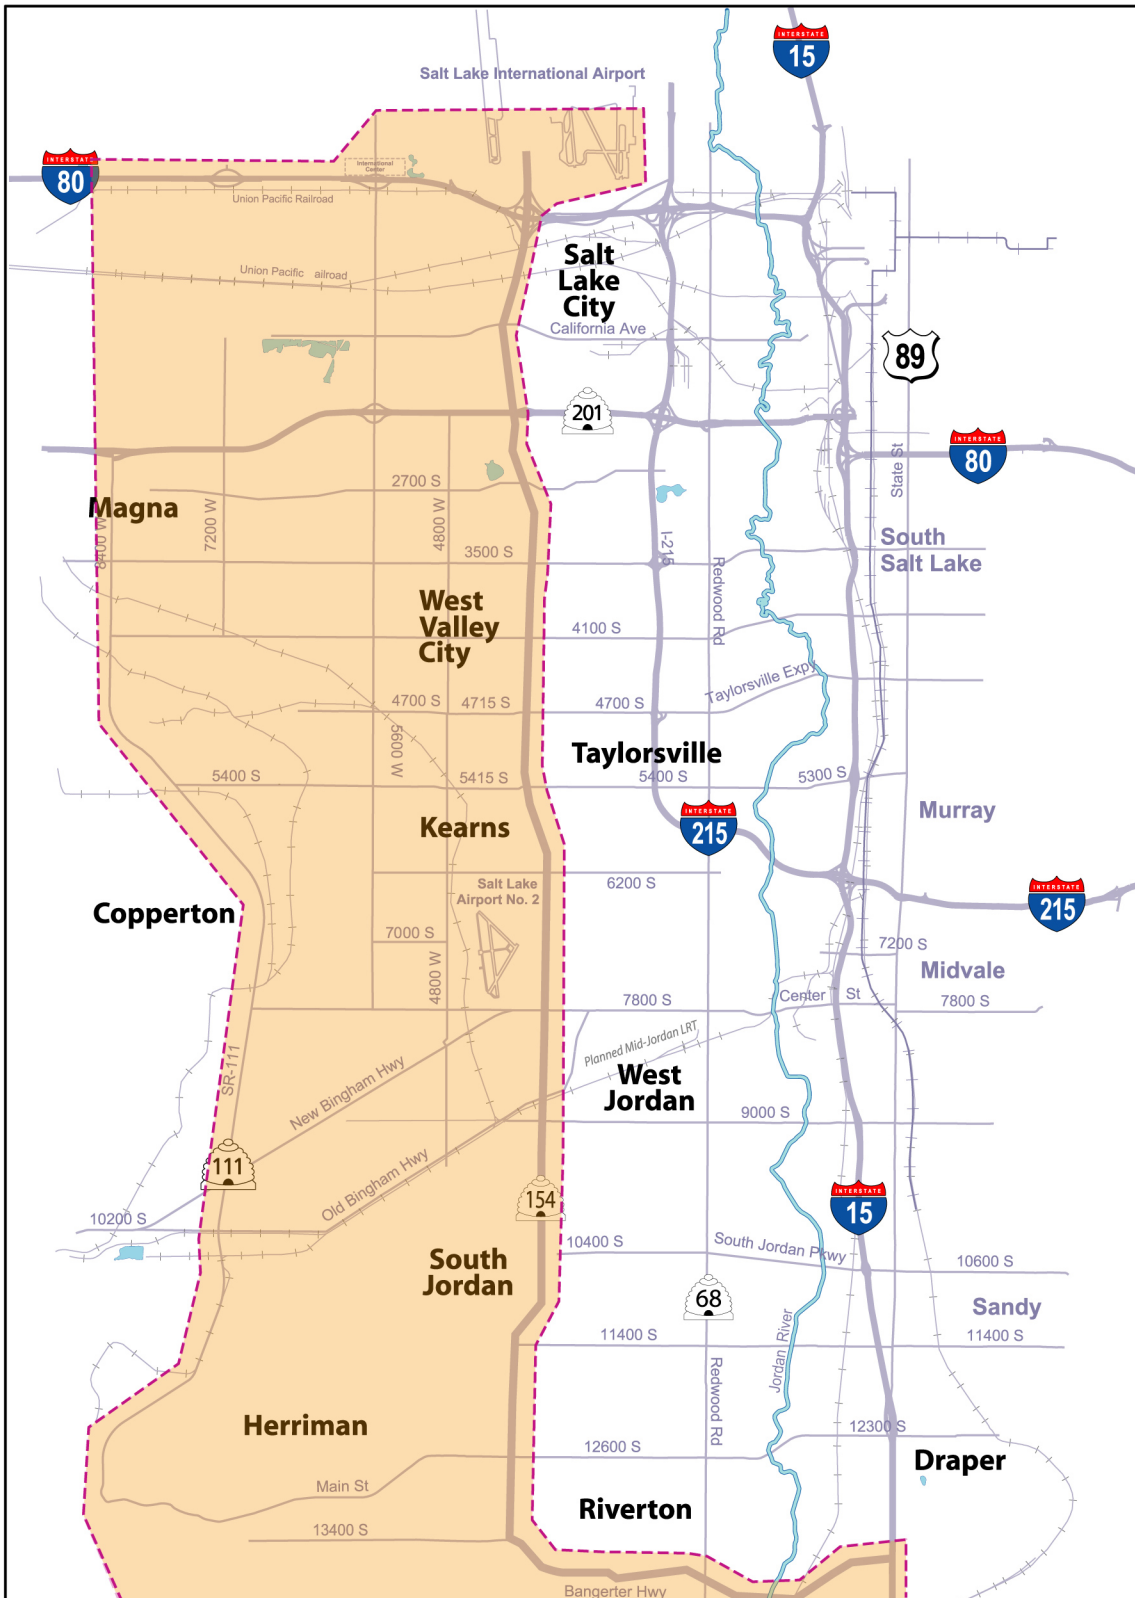 INTERSTATE
15
Salt Lake International Airport
INTERSTATE
80
International
Center
Union Pacific Railroad
Union Pacific   ailroad
Salt
Lake
City
California Ave
89
201
INTERSTATE
80
State St
2700 S
Magna
8400 W
7200 W
4800 W
3500 S
I-215
Redwood Rd
South
Salt Lake
West
Valley
City
4100 S
Taylorsville Expy
4700 S
4715 S
4700 S
5600 W
Taylorsville
5400 S
5415 S
5400 S
5300 S
Murray
INTERSTATE
215
Kearns
6200 S
Salt Lake
Airport No. 2
INTERSTATE
215
Copperton
7000 S
4800 W
7200 S
Midvale
7800 S
Center   St
7800 S
Planned Mid-Jordan LRT
SR-111
New Bingham Hwy
West
Jordan
9000 S
111
Old Bingham Hwy
154
INTERSTATE
15
10200 S
10400 S
South Jordan Pkwy
10600 S
South
Jordan
68
Sandy
11400 S
11400 S
Jordan River
Redwood Rd
Herriman
12300 S
12600 S
Draper
Main St
Riverton
13400 S
Bangerter Hwy